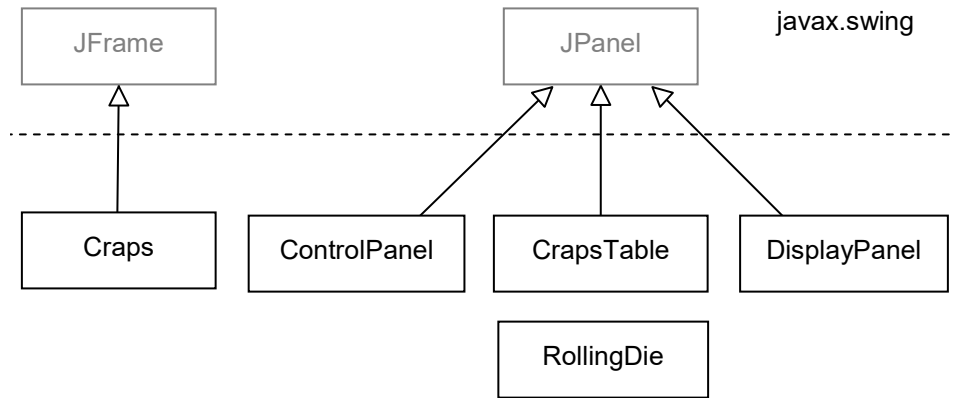 JFrame
JPanel
javax.swing
Craps
ControlPanel
CrapsTable
DisplayPanel
RollingDie